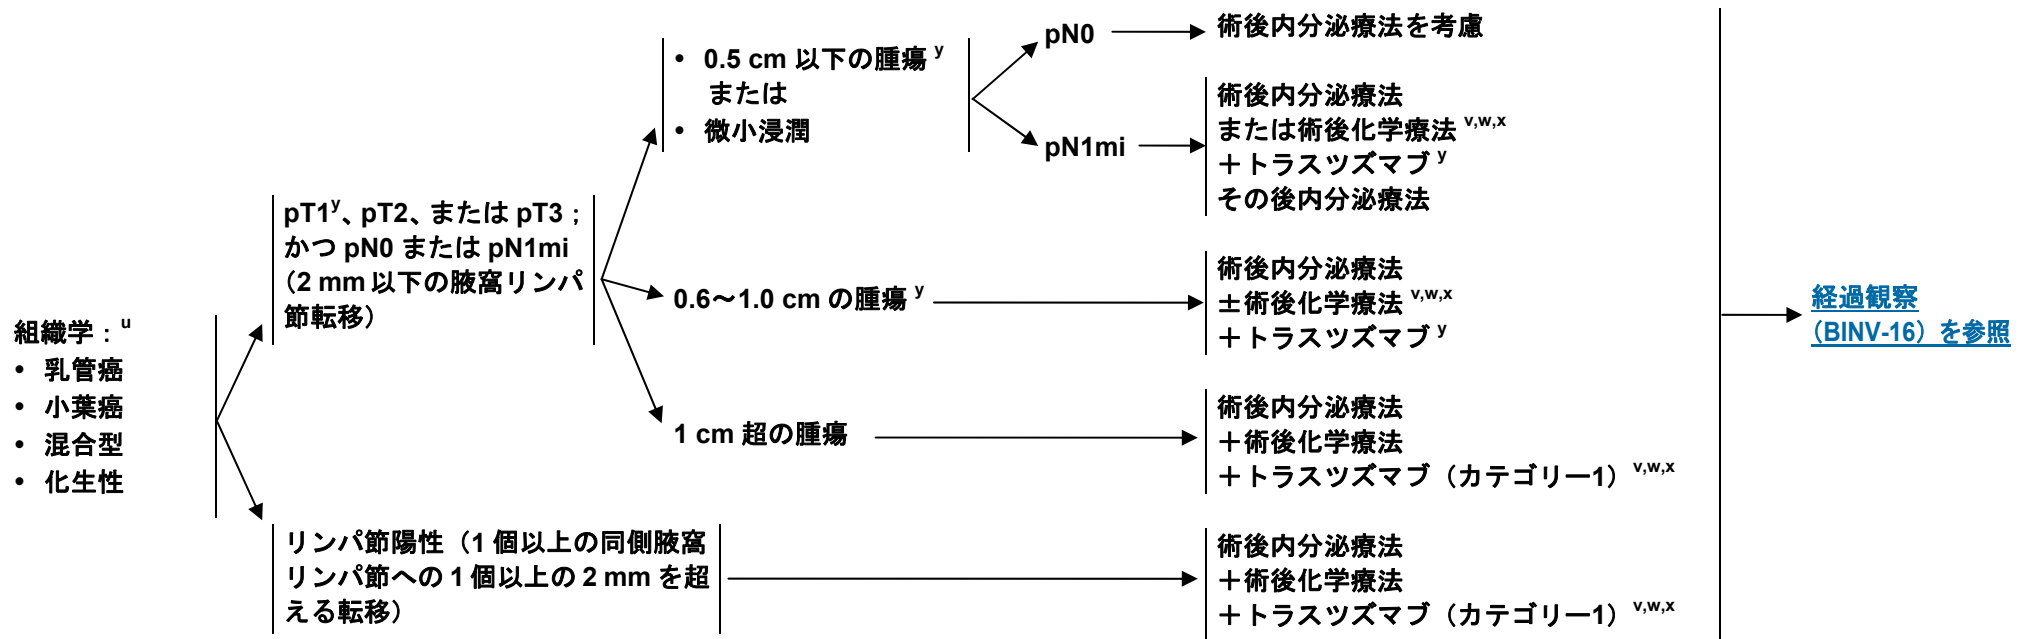 組織学：u
• 乳管癌
• 小葉癌
• 混合型
• 化生性
pT1y、pT2、または pT3；
かつ pN0 または pN1mi
（2 mm 以下の腋窩リンパ
節転移）
• 0.5 cm 以下の腫瘍 y
または
• 微小浸潤
pN0
術後内分泌療法を考慮
pN1mi
術後内分泌療法
または術後化学療法 v,w,x
＋トラスツズマブ y
その後内分泌療法
0.6～1.0 cm の腫瘍 y
術後内分泌療法
±術後化学療法 v,w,x
＋トラスツズマブ y
1 cm 超の腫瘍
術後内分泌療法
＋術後化学療法
＋トラスツズマブ（カテゴリー1）v,w,x
リンパ節陽性（1 個以上の同側腋窩
リンパ節への 1 個以上の 2 mm を超
える転移）
術後内分泌療法
＋術後化学療法
＋トラスツズマブ（カテゴリー1）v,w,x
経過観察
（BINV-16）を参照